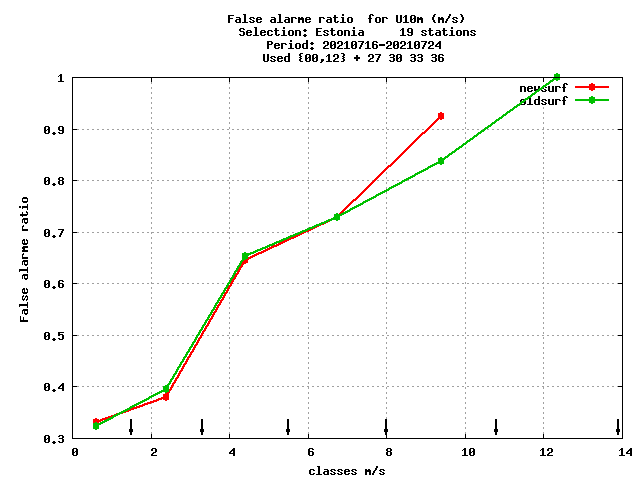 False alarme ratio  for U10m (m/s)
Selection: Estonia     19 stations
Period: 20210716-20210724
Used {00,12} + 27 30 33 36
1
0.9
0.8
0.7
0.6
0.5
0.4
0.3
False alarme ratio
newsurf
oldsurf
0 2 4 6 8 10 12 14
classes m/s